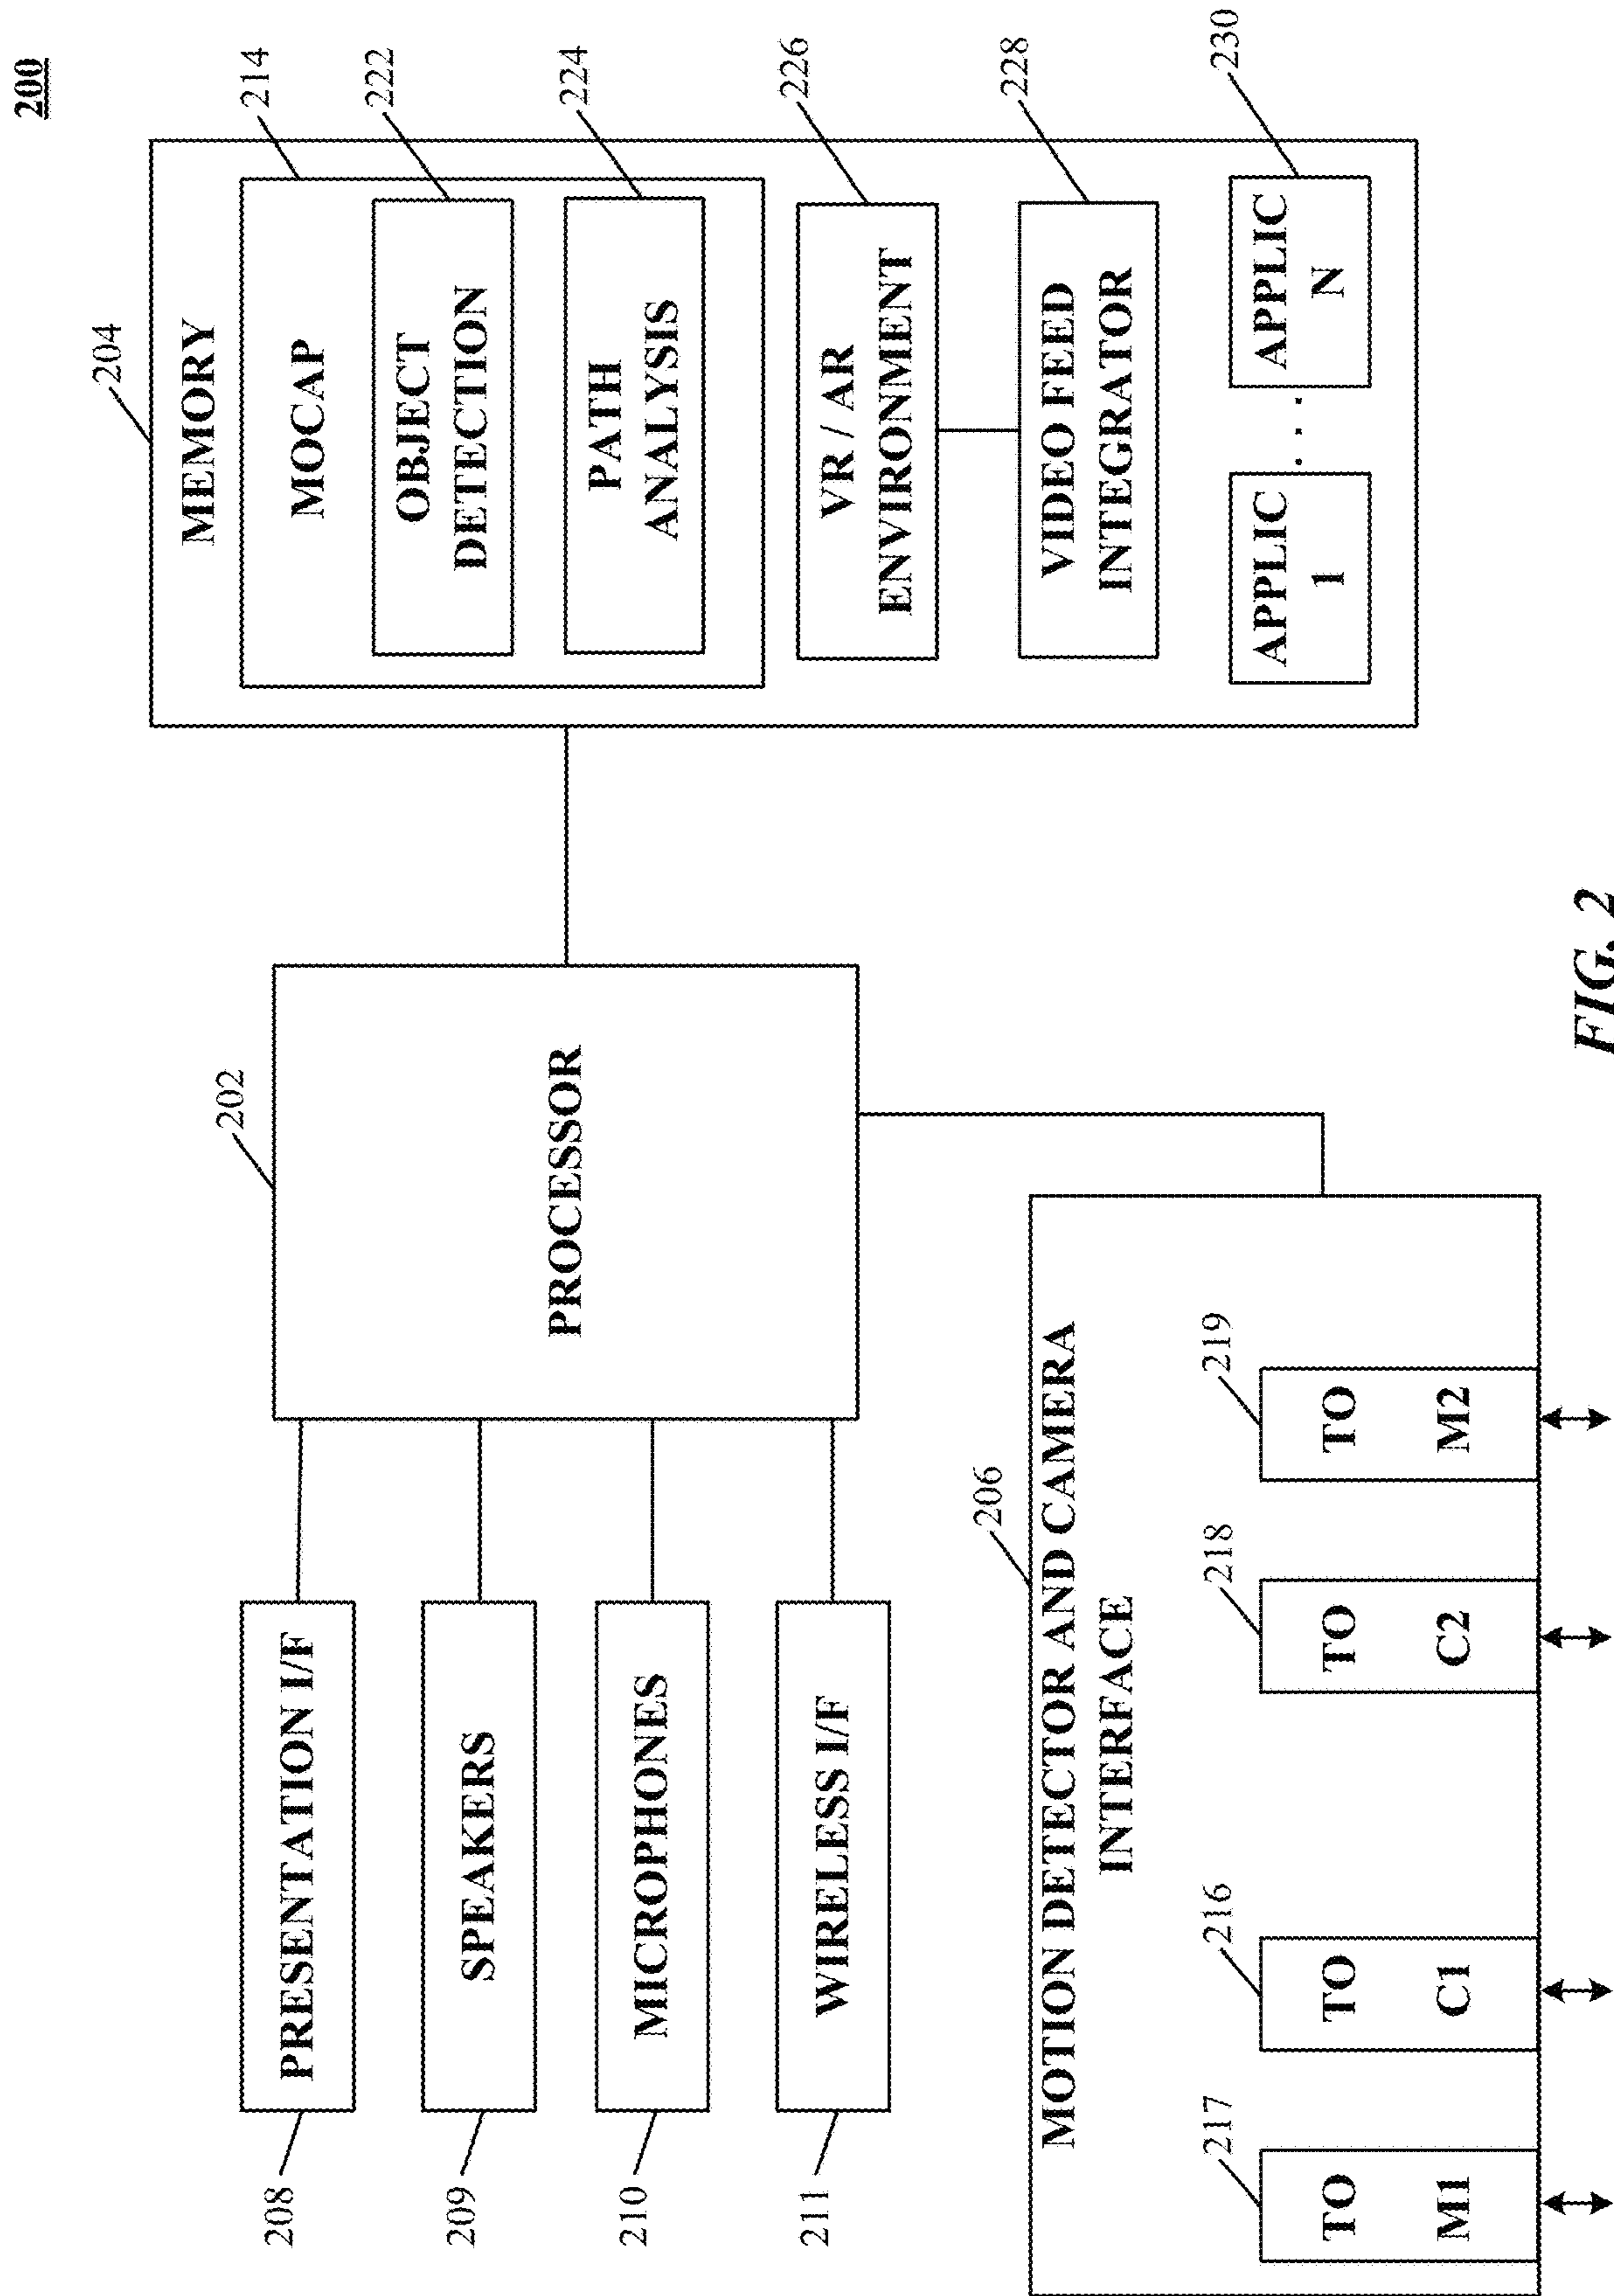 200
204
MEMORY
214
MOCAP
222
OBJECT
DETECTION
224
PATH
ANALYSIS
226
VR / AR
ENVIRONMENT
228
VIDEO FEED
INTEGRATOR
230
APPLIC
1
. . .
APPLIC
N
202
PROCESSOR
208
PRESENTATION I/F
209
SPEAKERS
210
MICROPHONES
211
WIRELESS I/F
206
MOTION DETECTOR AND CAMERA
INTERFACE
217
TO
M1
216
TO
C1
218
TO
C2
219
TO
M2
FIG. 2